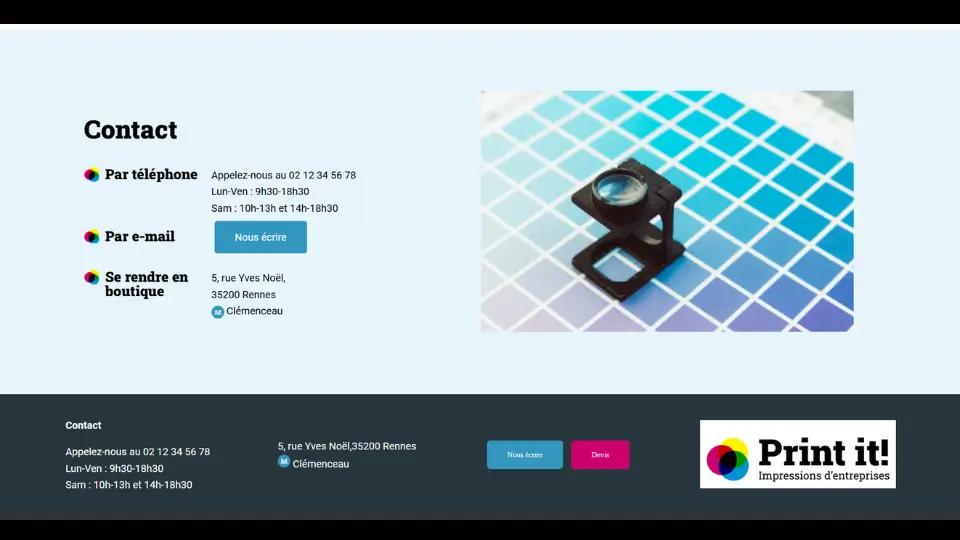 Contact
Par téléphone
Appelez-nous au 02 12 34 56 78
Lun-Ven : 9h30-18h30
Sam : 10h-13h et 14h-18h30
Par e-mail
Nous écrire
Se rendre en
boutique
5, rue Yves Noël,
35200 Rennes
M Clémenceau
Contact
Appelez-nous au 02 12 34 56 78
Lun-Ven : 9h30-18h30
Sam : 10h-13h et 14h-18h30
5, rue Yves Noël,35200 Rennes
M Clémenceau
Nous écrire
Devis
Print it!
Impressions d'entreprises